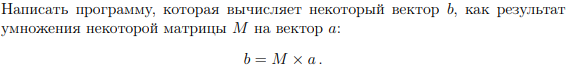 Написать программу, которая вычисляет некоторый вектор b, как результат
умножения некоторой матрицы M на вектор a:
b = M × a .